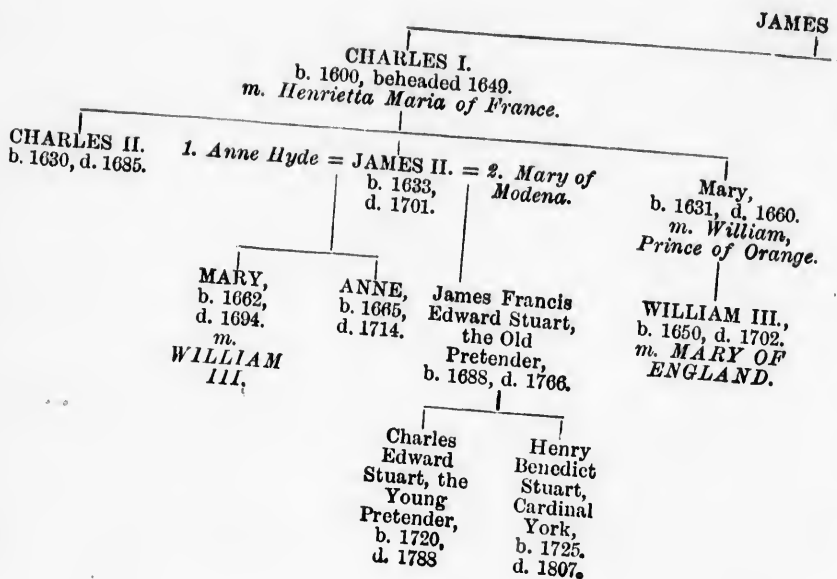 JAMES
CHARLES I.
b. 1600, beheaded 1649.
m. Henrietta Maria of France.
CHARLES II.
b. 1630, d. 1685.
1. Anne Hyde = JAMES II. = 2. Mary of
Modena.
b. 1633,
d. 1701.
Mary,
b. 1631, d. 1660.
m. William,
Prince of Orange.
MARY,
b. 1662,
d. 1694.
m.
WILLIAM
III.
ANNE,
b. 1665,
d. 1714.
James Francis
Edward Stuart,
the Old
Pretender,
b. 1688, d. 1766.
WILLIAM III.,
b. 1650, d. 1702.
m. MARY OF
ENGLAND.
Charles
Edward
Stuart, the
Young
Pretender,
b. 1720,
d. 1788
Henry
Benedict
Stuart,
Cardinal
York,
b. 1725.
d. 1807.